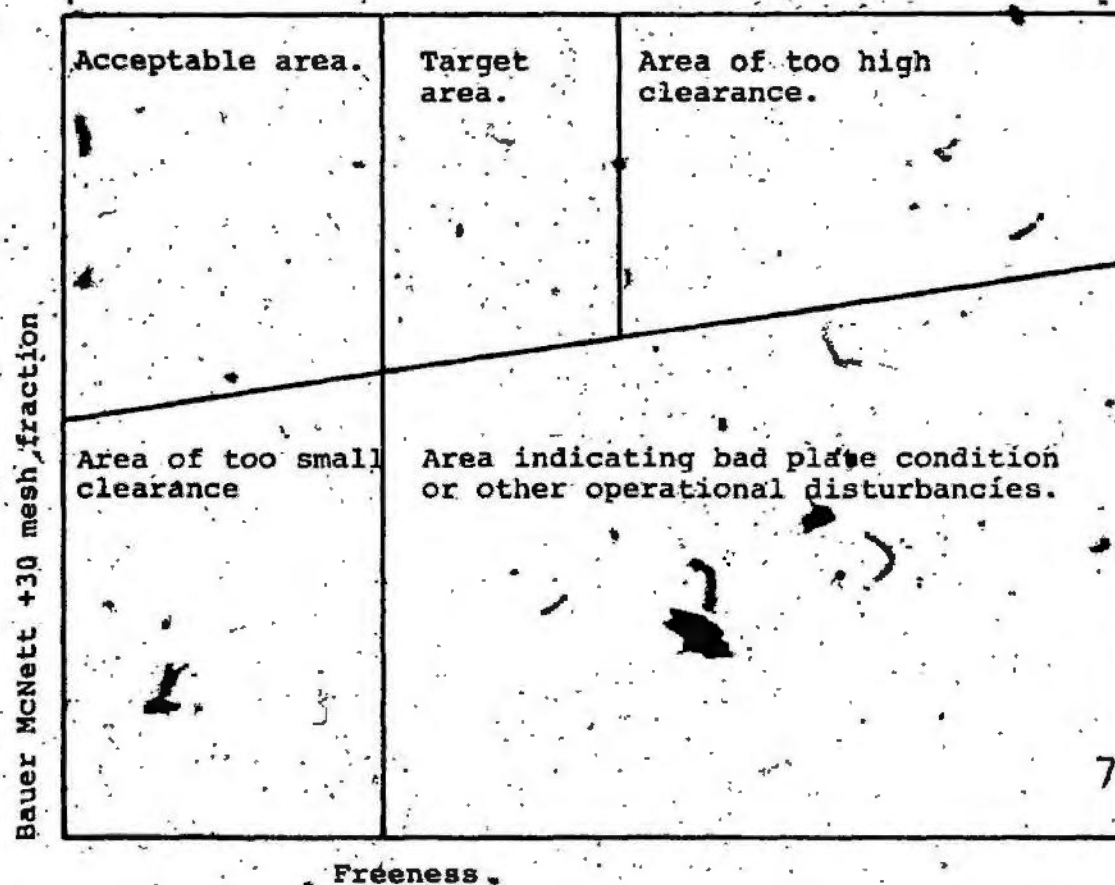 Acceptable area.
Target
area.
Area of too high
clearance.
Bauer McNett +30 mesh fraction
Area of too small
clearance
Area indicating bad plate condition
or other operational disturbancies.
7
Freeness